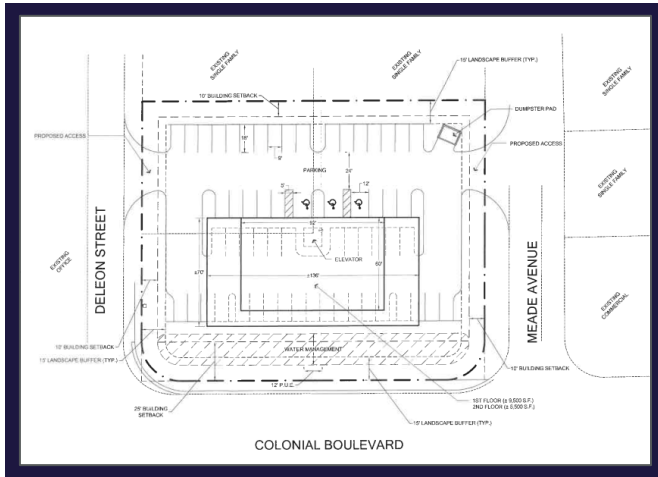 EXISTING
SINGLE FAMILY
EXISTING
SINGLE FAMILY
EXISTING
SINGLE FAMILY
15' LANDSCAPE BUFFER (TYP.)
10' BUILDING SETBACK
DUMPSTER PAD
PROPOSED ACCESS
PROPOSED ACCESS
18'
9'
PARKING
24'
5'
12'
EXISTING
SINGLE FAMILY
DELEON STREET
MEADE AVENUE
EXISTING
OFFICE
ELEVATOR
±70'
60'
±136'
EXISTING
COMMERCIAL
10' BUILDING SETBACK
15' LANDSCAPE BUFFER (TYP.)
WATER MANAGEMENT
12' BUILDING SETBACK
12' P.U.E.
25' BUILDING
SETBACK
1ST FLOOR (± 9,500 S.F.)
2ND FLOOR (± 5,500 S.F.)
15' LANDSCAPE BUFFER (TYP.)
COLONIAL BOULEVARD